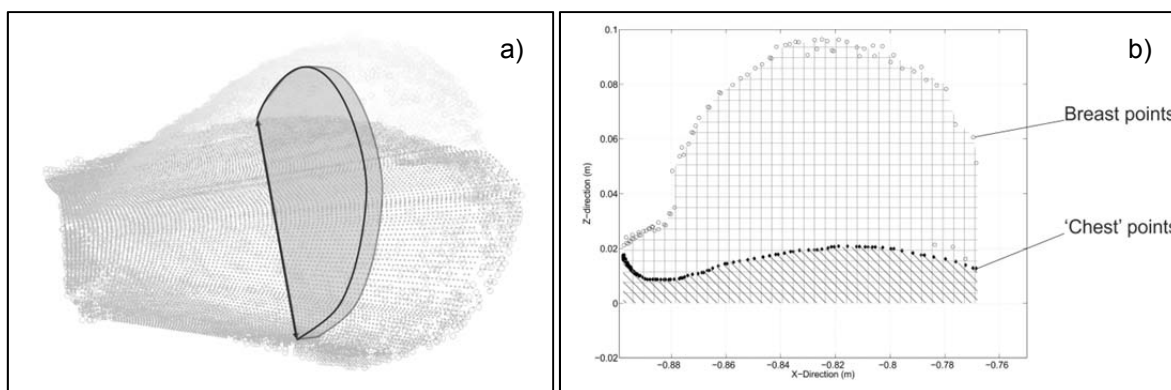 a)
b)
0.1
0.08
0.06
0.04
0.02
0
−0.02
−0.88
−0.86
−0.84
−0.82
−0.8
−0.78
−0.76
Z−direction (m)
X−Direction (m)
Breast points
‘Chest’ points